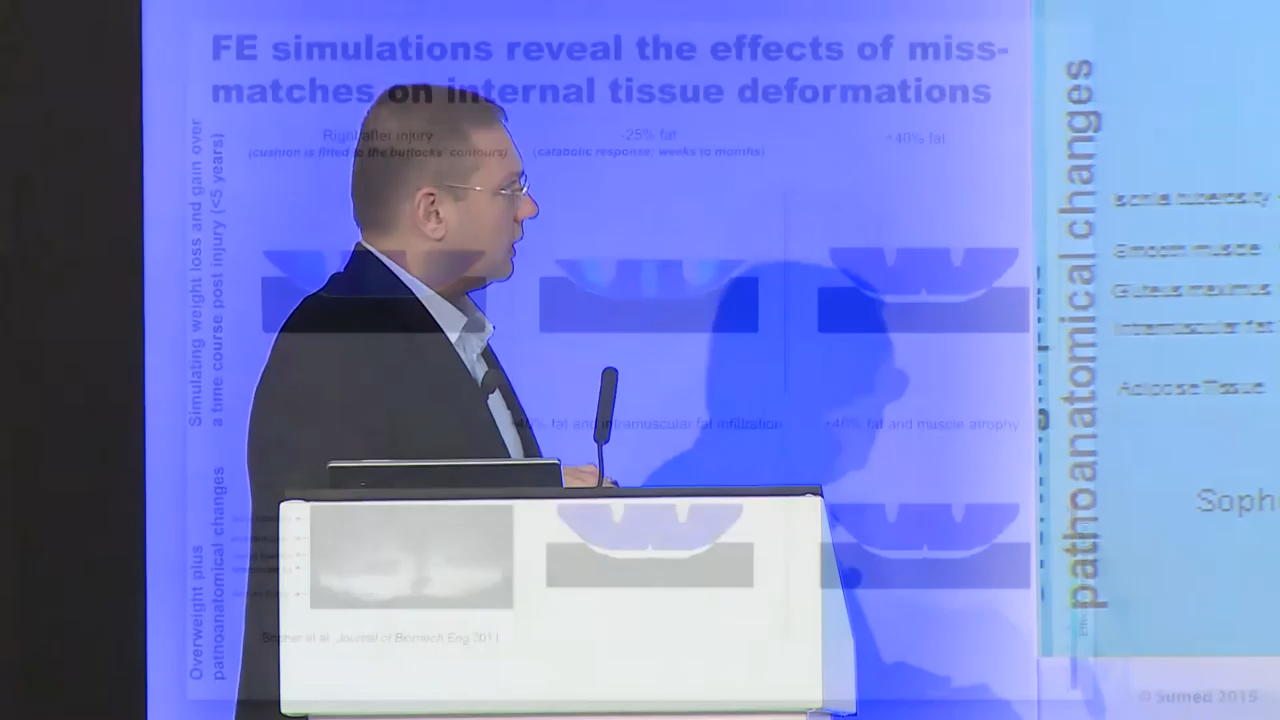 FE simulations reveal the effects of miss-
matches on internal tissue deformations
Right after injury
(cushion is fitted to the buttocks' contours)
-25% fat
(catabolic response; weeks to months)
+40% fat
Simulating weight loss and gain over
a time course post injury (<5 years)
+40% fat and intramuscular fat infiltration
+40% fat and muscle atrophy
Overweight plus
pathoanatomical changes
Sopher et al. Journal of Biomech Eng 2011
pathoanatomical changes
Ischial tuberosity
Smooth muscle
Gluteus maximus
Intramuscular fat
Adipose Tissue
Soph
© Sumed 2015